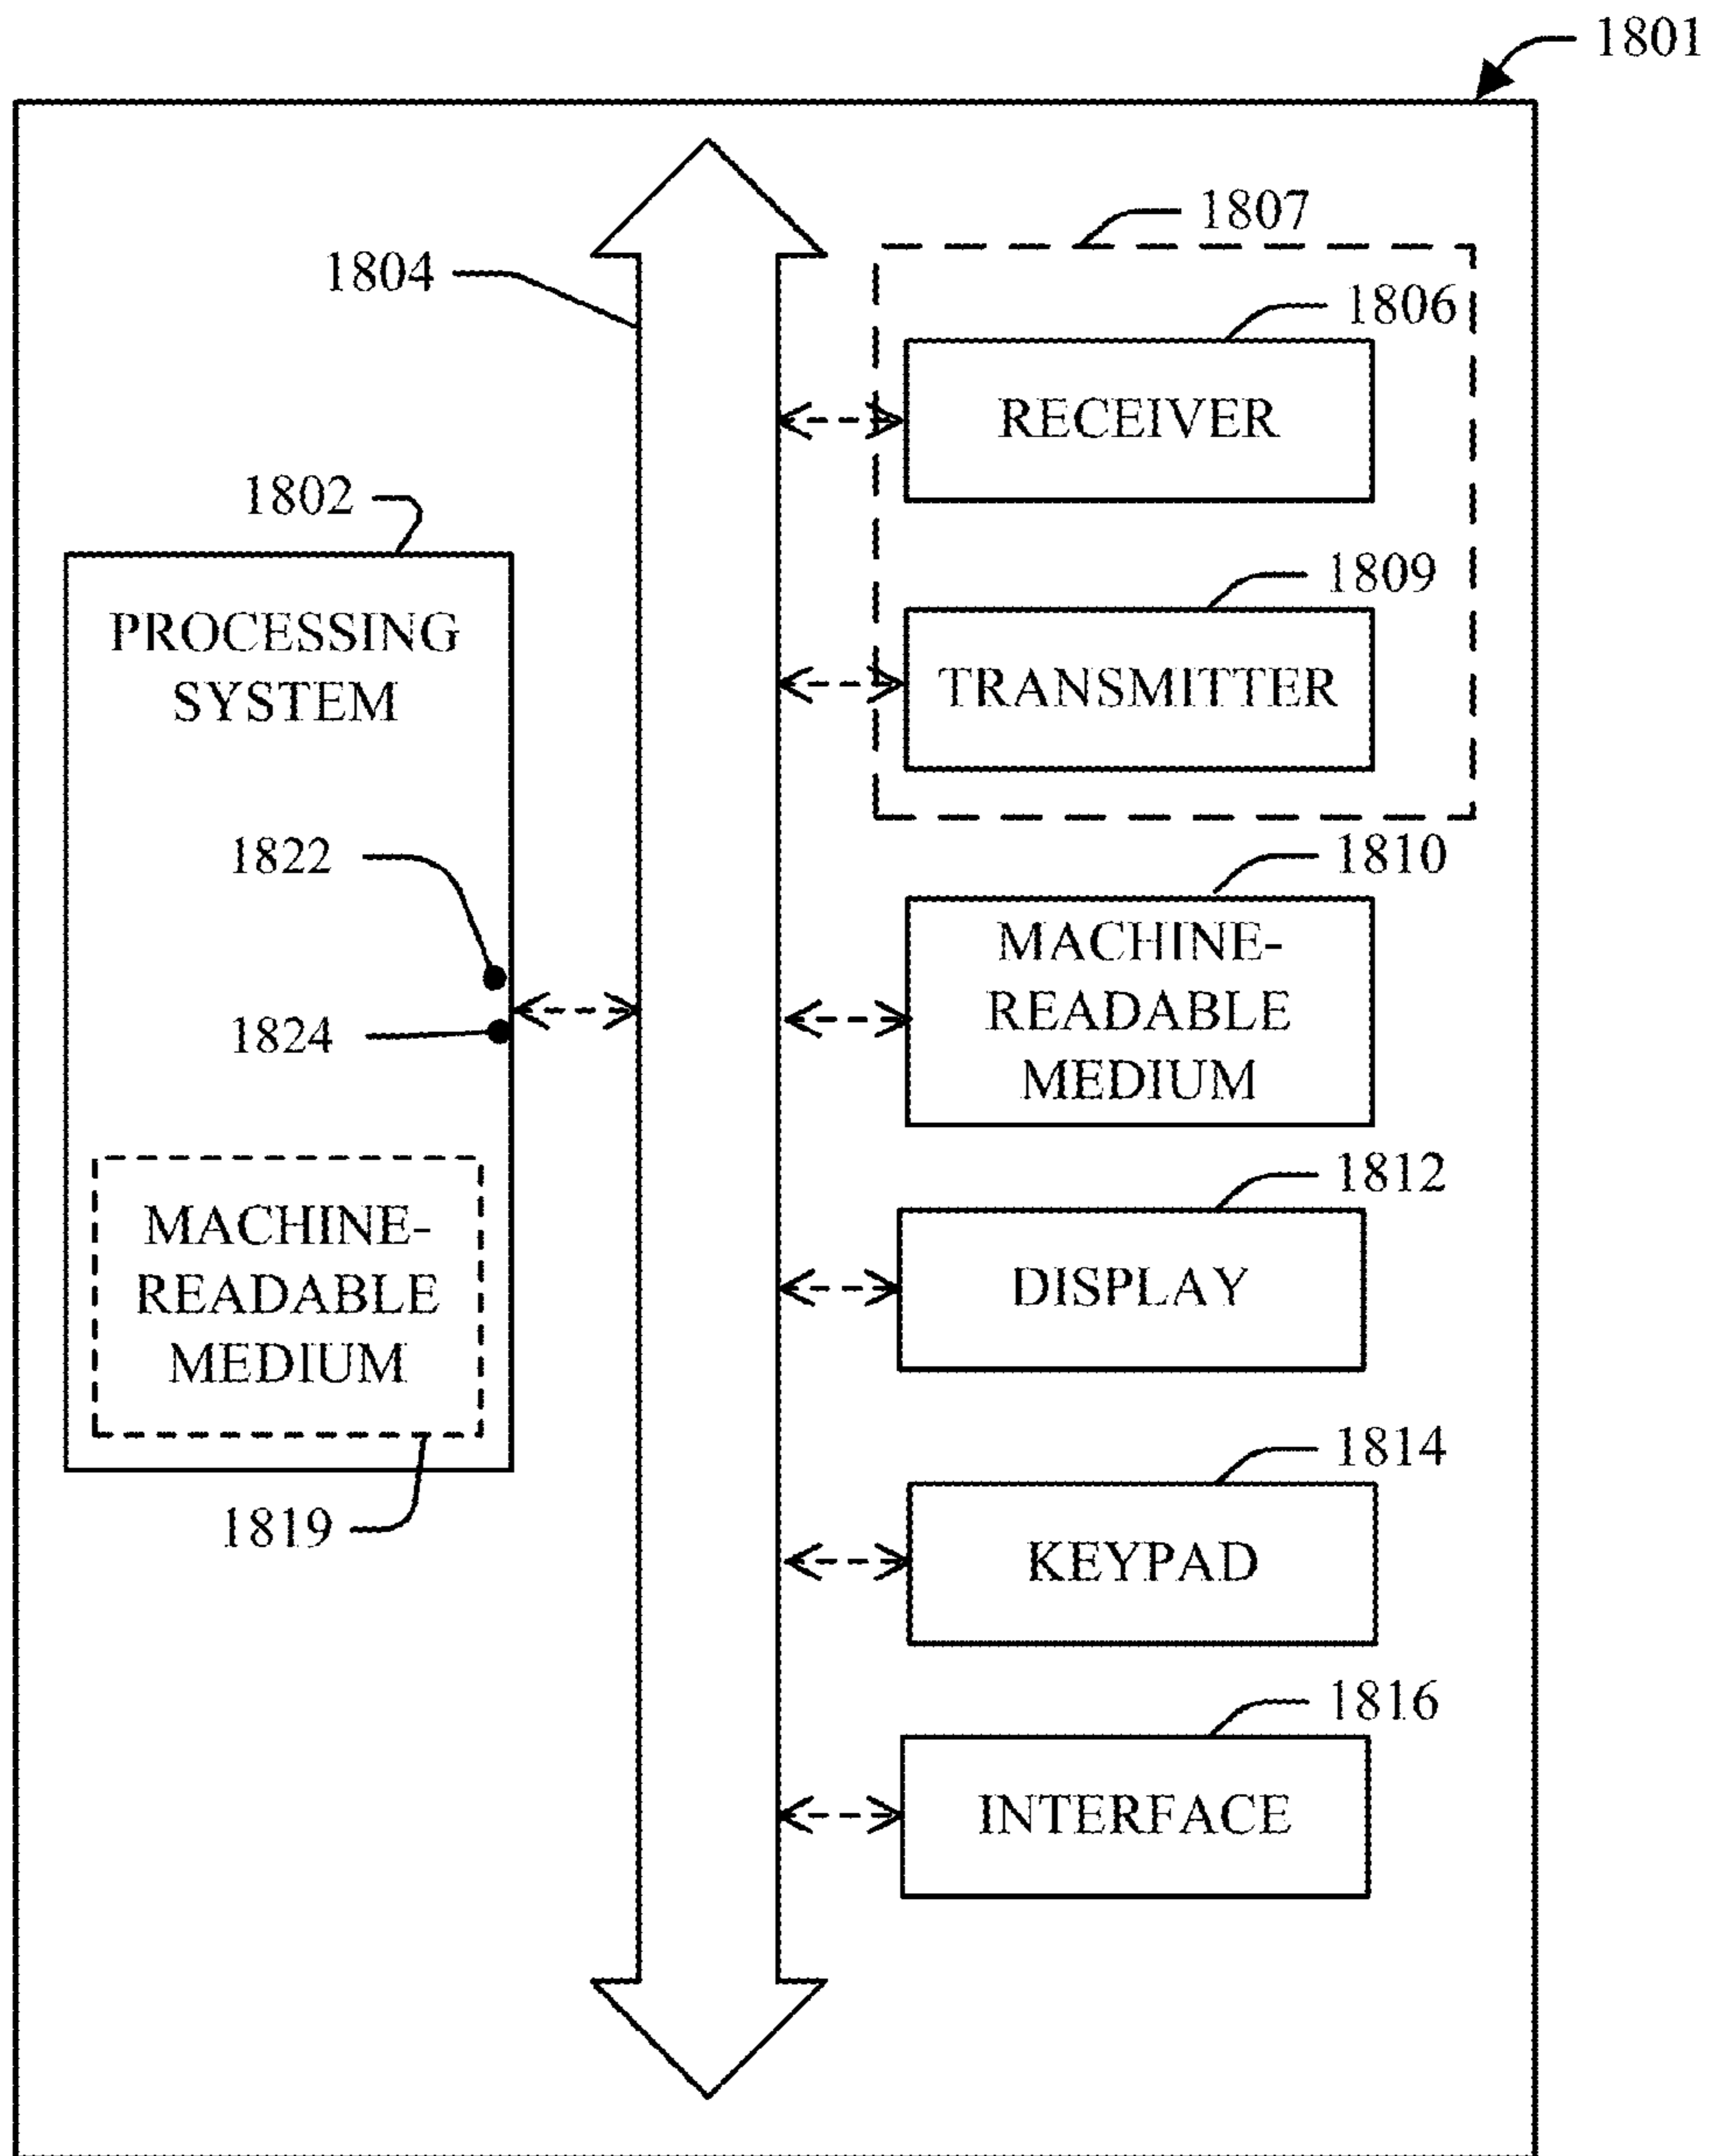 1801
1807
1804
1806
RECEIVER
1802
1809
PROCESSING
SYSTEM
TRANSMITTER
1822
1810
MACHINE-
READABLE
MEDIUM
1824
1812
MACHINE-
READABLE
MEDIUM
DISPLAY
1814
1819
KEYPAD
1816
INTERFACE